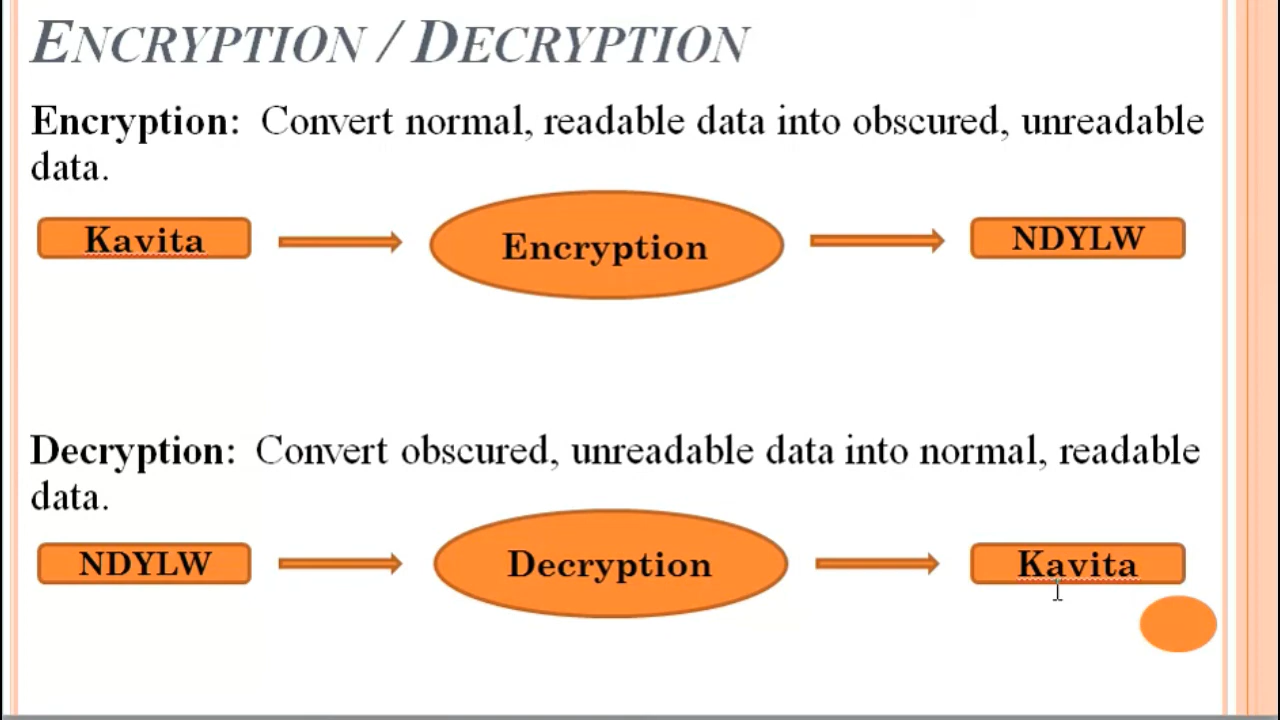 ENCRYPTION / DECRYPTION
Encryption: Convert normal, readable data into obscured, unreadable
data.
Kavita
Encryption
NDYLW
Decryption: Convert obscured, unreadable data into normal, readable
data.
NDYLW
Decryption
Kavita